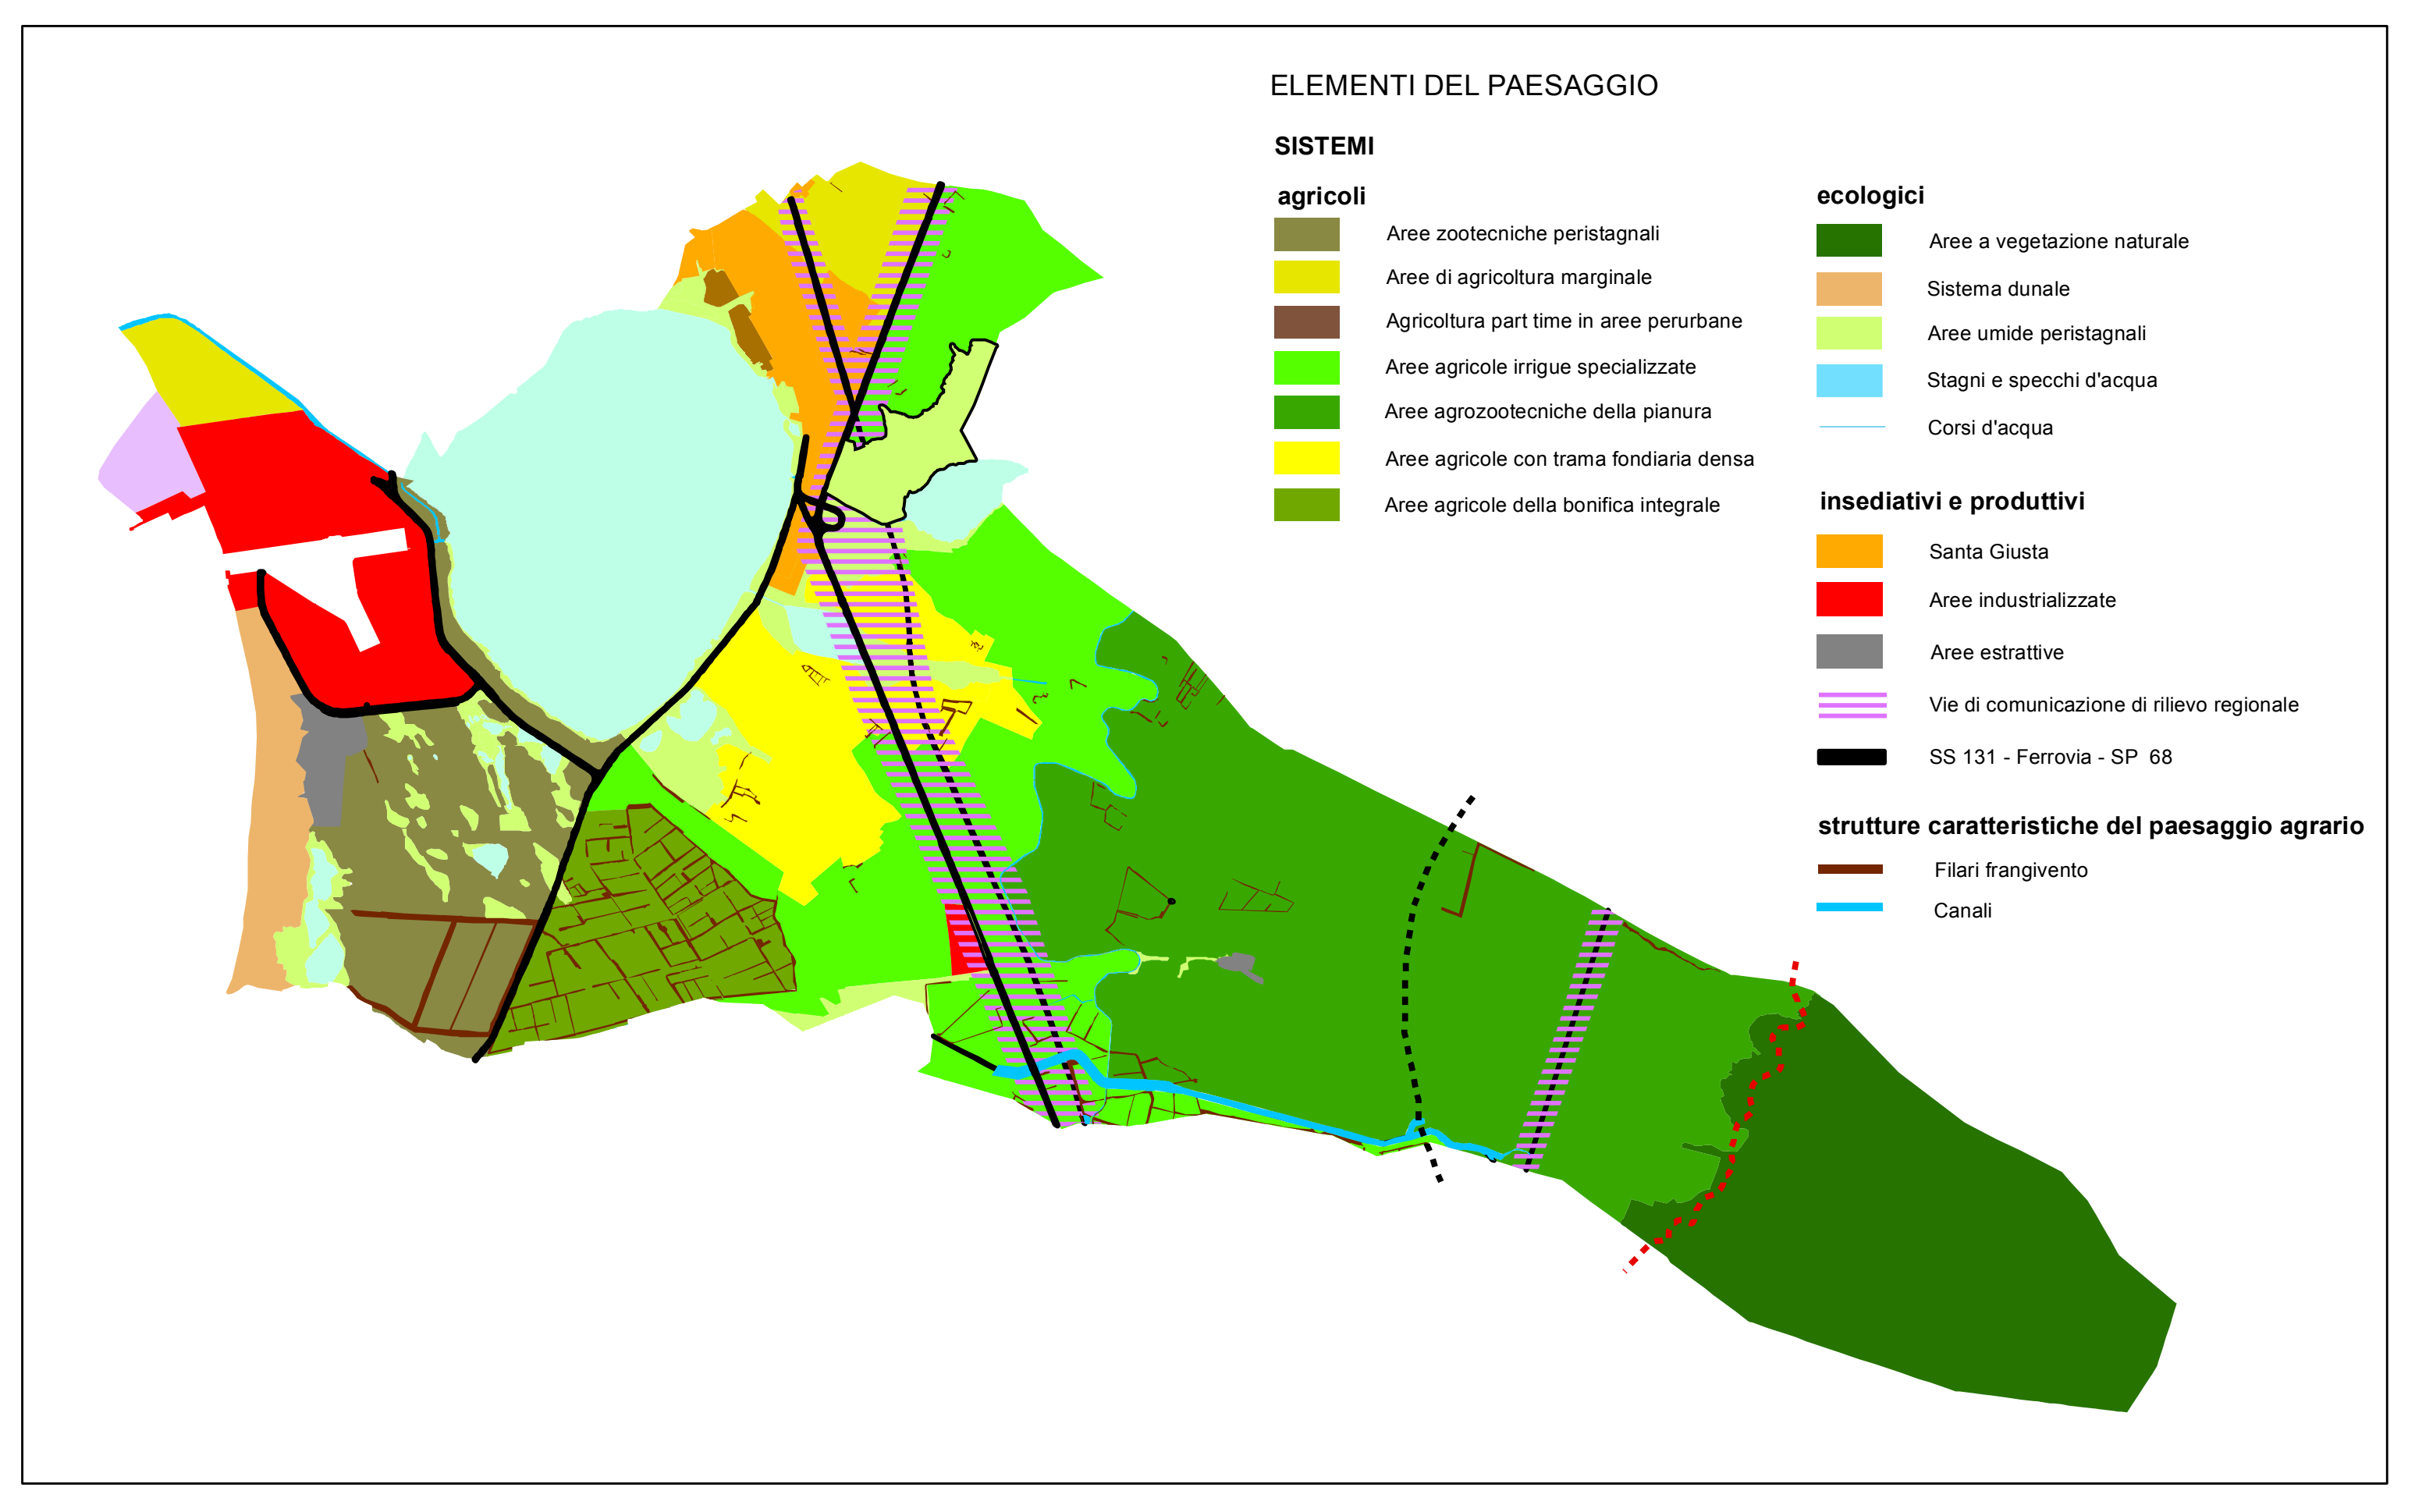 ELEMENTI DEL PAESAGGIO
SISTEMI
agricoli
Aree zootecniche peristagnali
Aree di agricoltura marginale
Agricoltura part time in aree perurbane
Aree agricole irrigue specializzate
Aree agrozootecniche della pianura
Aree agricole con trama fondiaria densa
Aree agricole della bonifica integrale
ecologici
Aree a vegetazione naturale
Sistema dunale
Aree umide peristagnali
Stagni e specchi d'acqua
Corsi d'acqua
insediativi e produttivi
Santa Giusta
Aree industrializzate
Aree estrattive
Vie di comunicazione di rilievo regionale
SS 131 - Ferrovia - SP 68
strutture caratteristiche del paesaggio agrario
Filari frangivento
Canali